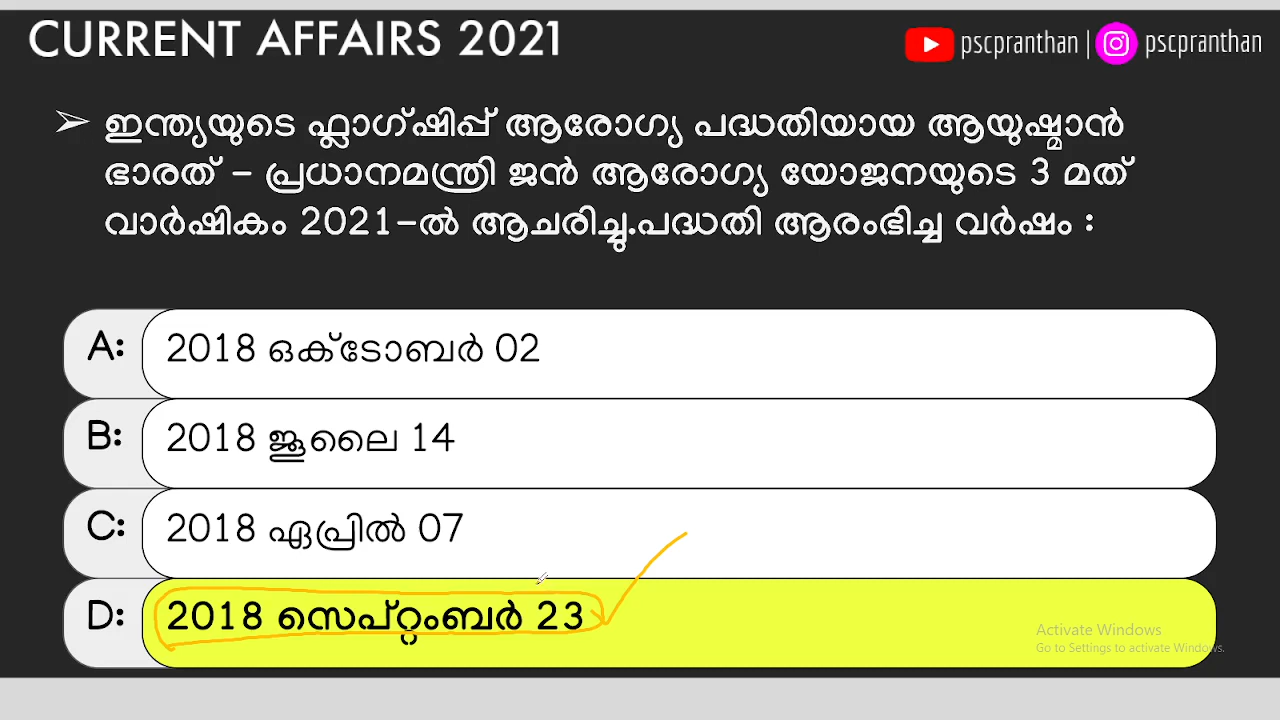 CURRENT AFFAIRS 2021
pscpranthan | pscpranthan
➢ ഇന്ത്യയുടെ ഫ്ലാഗ്ഷിപ്പ് ആരോഗ്യ പദ്ധതിയായ ആയുഷ്മാൻ
ഭാരത് – പ്രധാനമന്ത്രി ജൻ ആരോഗ്യ യോജനയുടെ 3 മത്
വാർഷികം 2021-ൽ ആചരിച്ചു.പദ്ധതി ആരംഭിച്ച വർഷം :
A: 2018 ഒക്ടോബർ 02
B: 2018 ജൂലൈ 14
C: 2018 ഏപ്രിൽ 07
D: 2018 സെപ്റ്റംബർ 23
Activate Windows
Go to Settings to activate Windows.